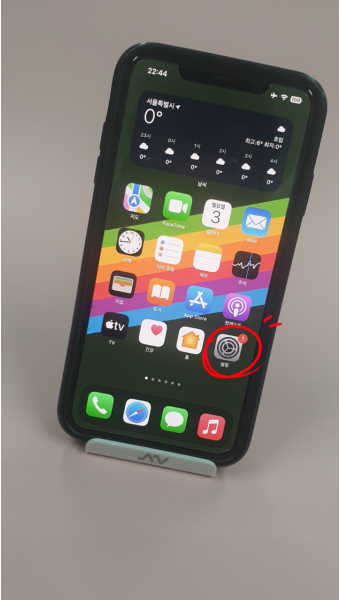 22:44
100
서울특별시
0°
흐림
최고:6° 최저:0°
23시 0시 1시 2시 3시 4시
0° 0° 0° 0° 0° 0°
날씨
월요일
3
지도 FaceTime 캘린더 Mail
시계 미리 알림 메모 주식
지갑 도서 App Store 팟캐스트
tv
1
TV 건강 홈 설정